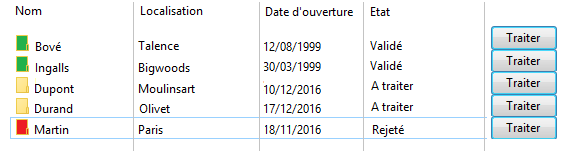 Nom Localisation Date d'ouverture Etat
Bové Talence 12/08/1999 Validé Traiter
Ingalls Bigwoods 30/03/1999 Validé Traiter
Dupont Moulinsart 10/12/2016 A traiter Traiter
Durand Olivet 17/12/2016 A traiter Traiter
Martin Paris 18/11/2016 Rejeté Traiter